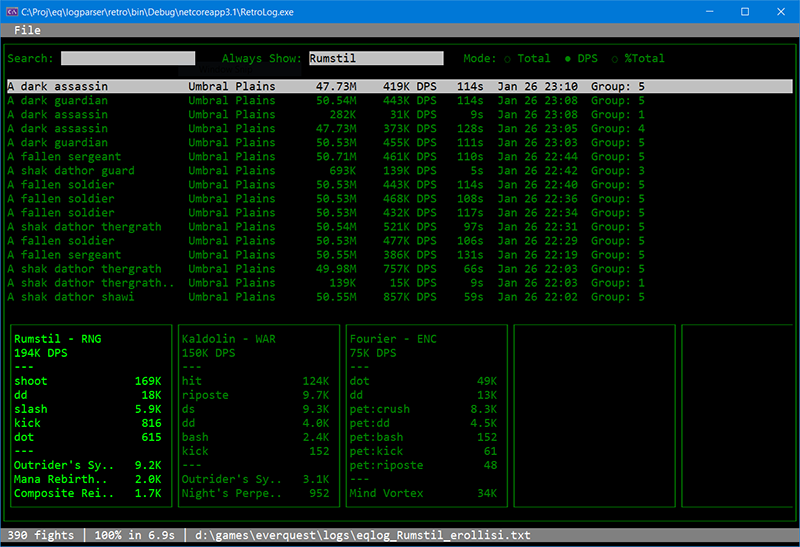 C:\Proj\eq\logparser\retro\bin\Debug\netcoreapp3.1\RetroLog.exe
File
Search: Always Show: Rumstil Mode: Total DPS %Total
A dark assassin Umbral Plains 47.73M 419K DPS 114s Jan 26 23:10 Group: 5
A dark guardian Umbral Plains 50.54M 443K DPS 114s Jan 26 23:08 Group: 5
A dark assassin Umbral Plains 282K 31K DPS 9s Jan 26 23:08 Group: 1
A dark assassin Umbral Plains 47.73M 373K DPS 128s Jan 26 23:05 Group: 4
A dark guardian Umbral Plains 50.53M 455K DPS 111s Jan 26 23:03 Group: 5
A fallen sergeant Umbral Plains 50.71M 461K DPS 110s Jan 26 22:44 Group: 5
A shak dathor guard Umbral Plains 693K 139K DPS 5s Jan 26 22:42 Group: 3
A fallen soldier Umbral Plains 50.53M 443K DPS 114s Jan 26 22:40 Group: 5
A fallen soldier Umbral Plains 50.53M 468K DPS 108s Jan 26 22:36 Group: 5
A fallen soldier Umbral Plains 50.53M 432K DPS 117s Jan 26 22:34 Group: 5
A shak dathor thergrath Umbral Plains 50.54M 521K DPS 97s Jan 26 22:31 Group: 5
A fallen soldier Umbral Plains 50.53M 477K DPS 106s Jan 26 22:29 Group: 5
A fallen sergeant Umbral Plains 50.55M 386K DPS 131s Jan 26 22:19 Group: 5
A shak dathor thergrath Umbral Plains 49.98M 757K DPS 66s Jan 26 22:03 Group: 5
A shak dathor thergrath.. Umbral Plains 139K 15K DPS 9s Jan 26 22:03 Group: 1
A shak dathor shawi Umbral Plains 50.55M 857K DPS 59s Jan 26 22:02 Group: 5
Rumstil - RNG
194K DPS
---
shoot 169K
dd 18K
slash 5.9K
kick 816
dot 615
---
Outrider's Sy.. 9.2K
Mana Rebirth.. 2.0K
Composite Rei.. 1.7K
Kaldolin - WAR
150K DPS
---
hit 124K
riposte 9.7K
ds 9.3K
dd 4.0K
bash 2.4K
kick 152
---
Outrider's Sy.. 3.1K
Night's Perpe.. 952
Fourier - ENC
75K DPS
---
dot 49K
dd 13K
pet:crush 8.3K
pet:dd 4.5K
pet:bash 152
pet:kick 61
pet:riposte 48
---
Mind Vortex 34K
390 fights | 100% in 6.9s | d:\games\everquest\logs\eqlog_Rumstil_erollisi.txt